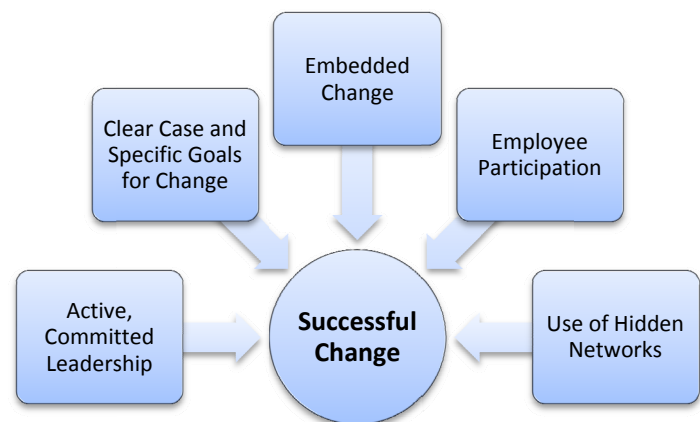 Embedded
Change
Clear Case and
Specific Goals
for Change
Employee
Participation
Active,
Committed
Leadership
Successful
Change
Use of Hidden
Networks